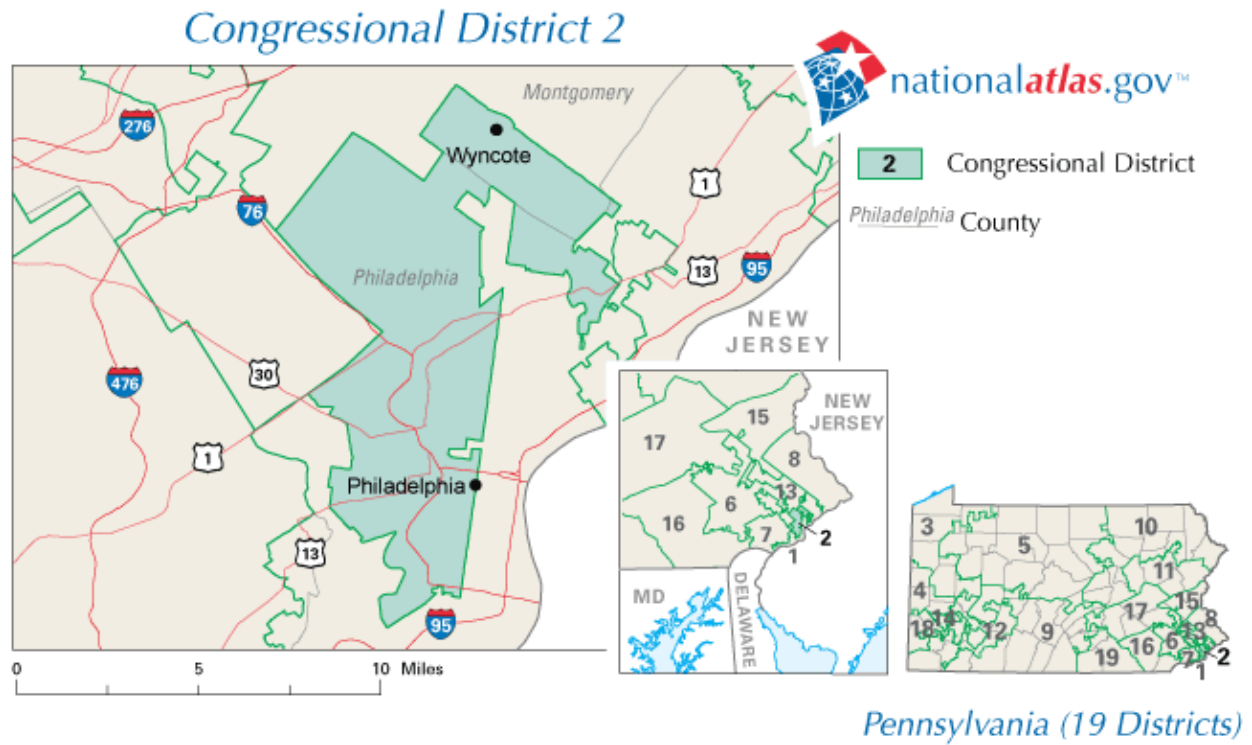 Congressional District 2
nationalatlas.gov™
2 Congressional District
Philadelphia County
Montgomery
276
Wyncote
1
76
Philadelphia
13
95
NEW
JERSEY
30
476
1
Philadelphia
13
95
0 5 10 Miles
15
NEW
JERSEY
17
8
13
6
16
7
2
1
MD
DELAWARE
3
10
5
11
4
15
17
8
14
18
12
9
13
6
16
19
7
2
1
Pennsylvania (19 Districts)